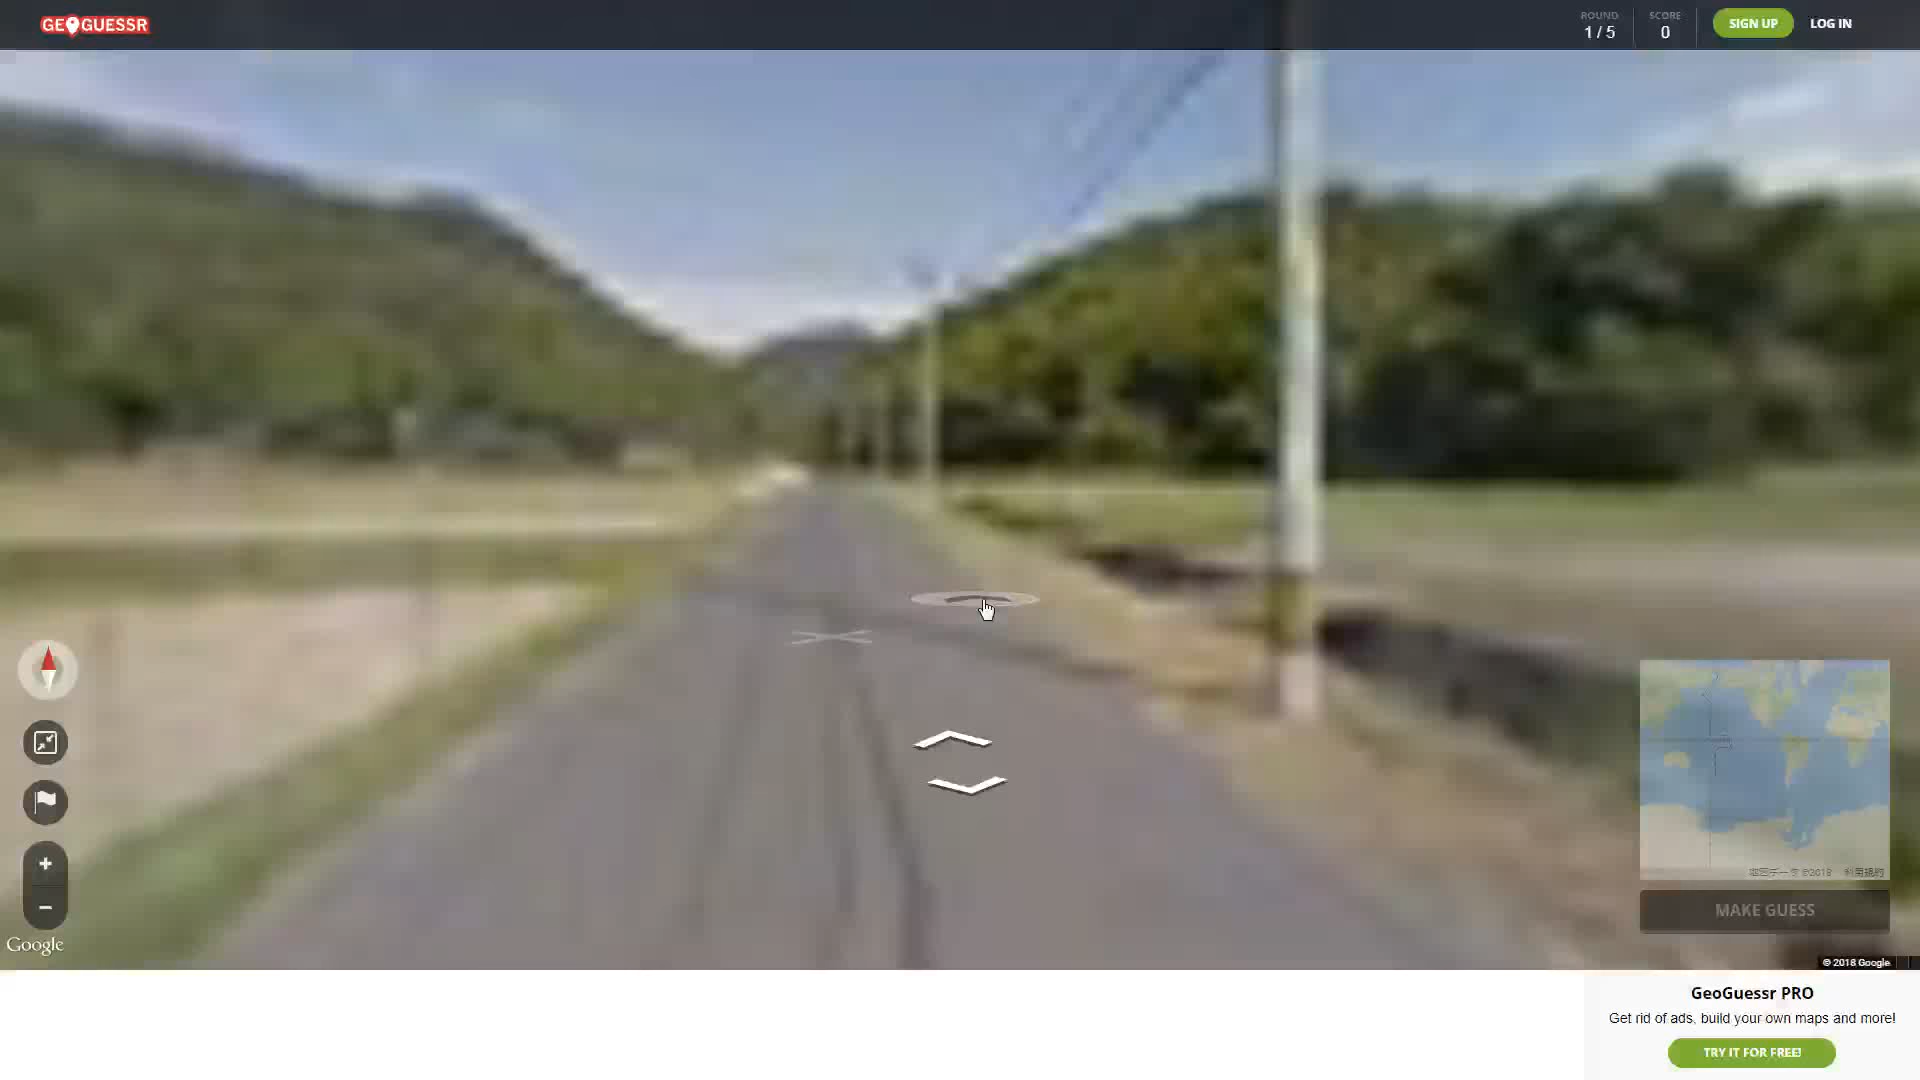 GEOGUESSR
ROUND
1 / 5
SCORE
0
SIGN UP
LOG IN
©2018
MAKE GUESS
Google
© 2018 Google
GeoGuessr PRO
Get rid of ads, build your own maps and more!
TRY IT FOR FREE!